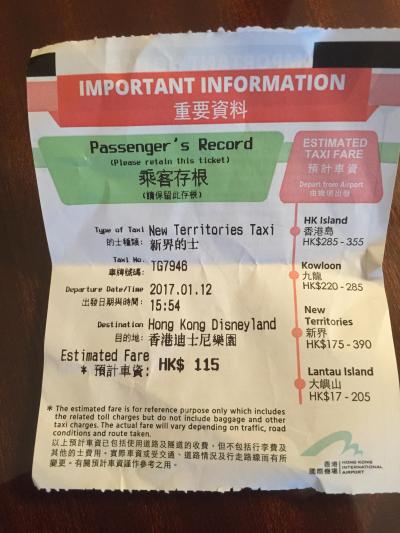 IMPORTANT INFORMATION
重要資料
Passenger's Record
(Please retain this ticket)
乘客存根
(請保留此存根)
ESTIMATED
TAXI FARE
預計車資
Depart from Airport
由機場出發
Type of Taxi New Territories Taxi
的士種類: 新界的士
Taxi No.
車牌號碼: TG7946
Departure Date/Time 2017.01.12
出發日期與時間: 15:54
Destination Hong Kong Disneyland
目的地: 香港迪士尼樂園
Estimated Fare
* 預計車資: HK$ 115
HK Island
香港島
HK$285 - 355
Kowloon
九龍
HK$220 - 285
New
Territories
新界
HK$175 - 390
Lantau Island
大嶼山
HK$17 - 205
* The estimated fare is for reference purpose only which includes
the related toll charges but do not include baggage and other
taxi charges. The actual fare will vary depending on traffic, road
conditions and route taken.
以上預計車資已包括使用道路及隧道的收費，但不包括行李費及
其他的士費用。實際車資或受交通、道路情況及行走路線而有所
變更。有關預計車資謹作參考之用。
香港 HONG KONG
國際機場 INTERNATIONAL
AIRPORT